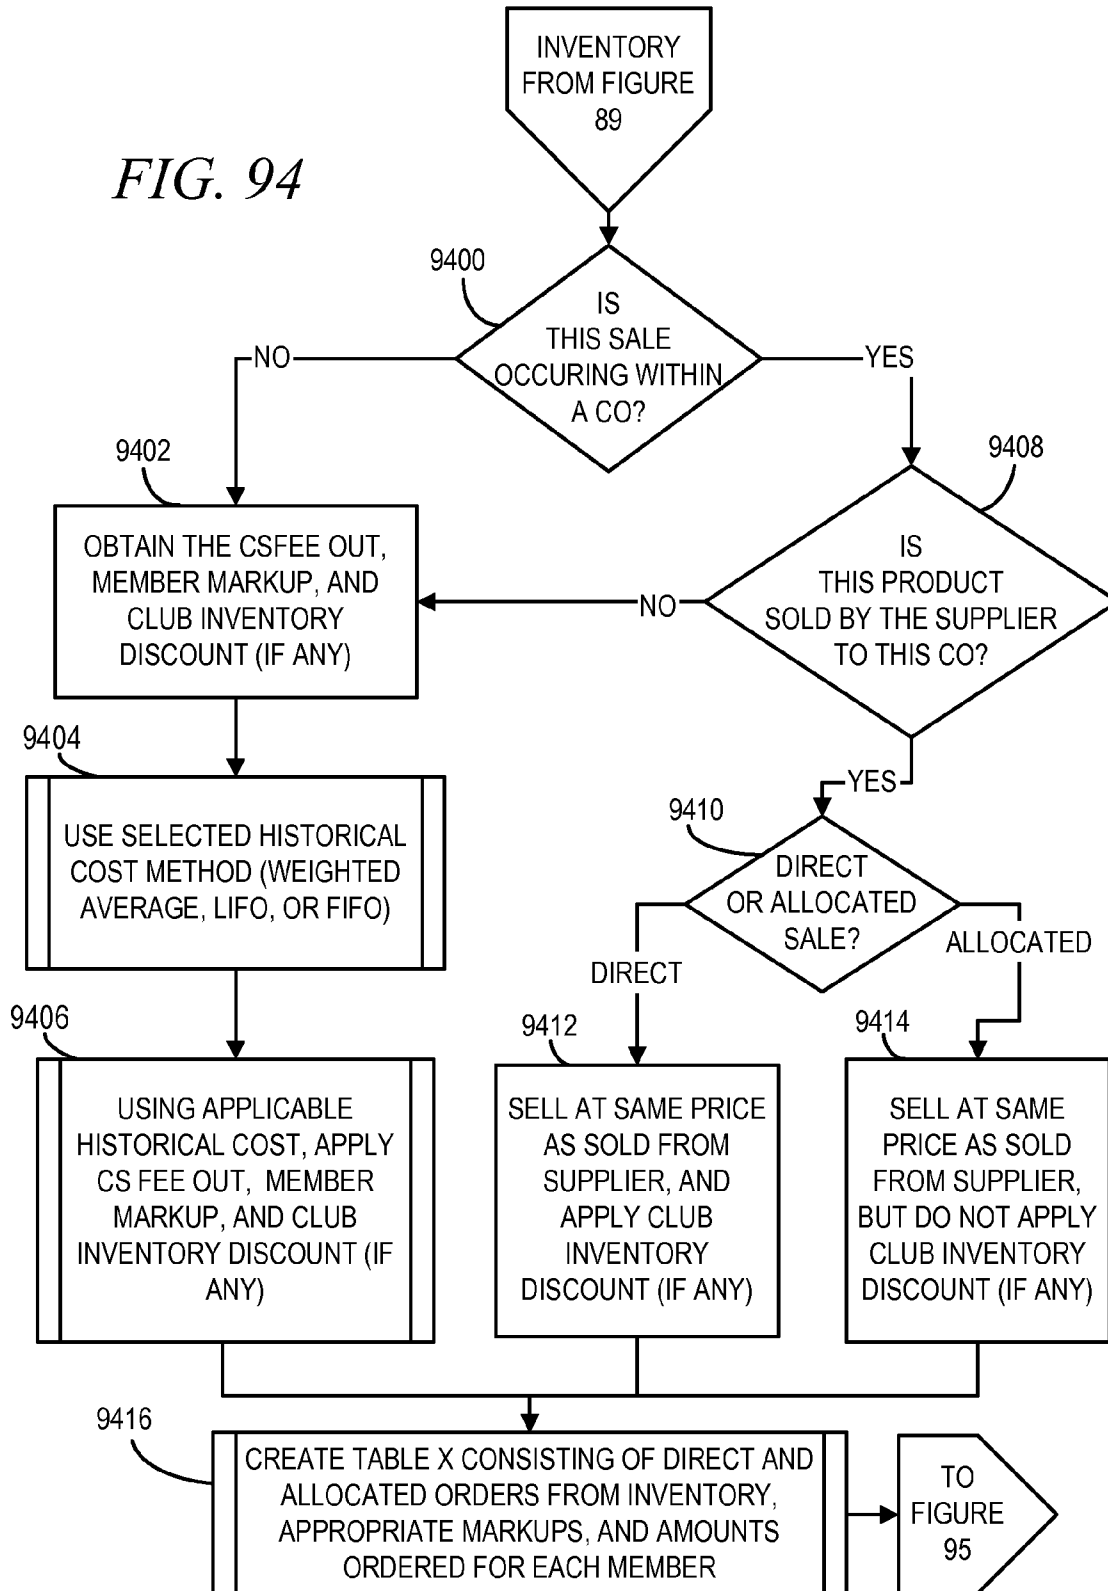 INVENTORY
FROM FIGURE
89
FIG. 94
9400
IS
THIS SALE
OCCURING WITHIN
A CO?
NO
YES
9402
OBTAIN THE CSFEE OUT,
MEMBER MARKUP, AND
CLUB INVENTORY
DISCOUNT (IF ANY)
9408
IS
THIS PRODUCT
SOLD BY THE SUPPLIER
TO THIS CO?
NO
YES
9404
USE SELECTED HISTORICAL
COST METHOD (WEIGHTED
AVERAGE, LIFO, OR FIFO)
9410
DIRECT
OR ALLOCATED
SALE?
DIRECT
ALLOCATED
9406
USING APPLICABLE
HISTORICAL COST, APPLY
CS FEE OUT, MEMBER
MARKUP, AND CLUB
INVENTORY DISCOUNT (IF
ANY)
9412
SELL AT SAME PRICE
AS SOLD FROM
SUPPLIER, AND
APPLY CLUB
INVENTORY
DISCOUNT (IF ANY)
9414
SELL AT SAME
PRICE AS SOLD
FROM SUPPLIER,
BUT DO NOT APPLY
CLUB INVENTORY
DISCOUNT (IF ANY)
9416
CREATE TABLE X CONSISTING OF DIRECT AND
ALLOCATED ORDERS FROM INVENTORY,
APPROPRIATE MARKUPS, AND AMOUNTS
ORDERED FOR EACH MEMBER
TO
FIGURE
95